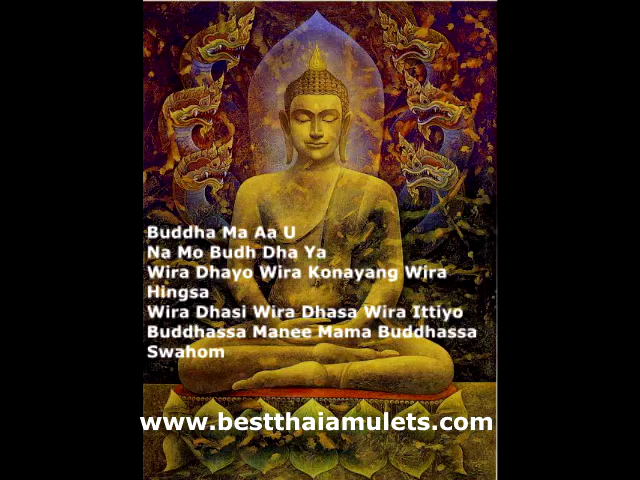 Buddha Ma Aa U
Na Mo Budh Dha Ya
Wira Dhayo Wira Konayang Wira
Hingsa
Wira Dhasi Wira Dhasa Wira Ittiyo
Buddhassa Manee Mama Buddhassa
Swahom
www.bestthaiamulets.com